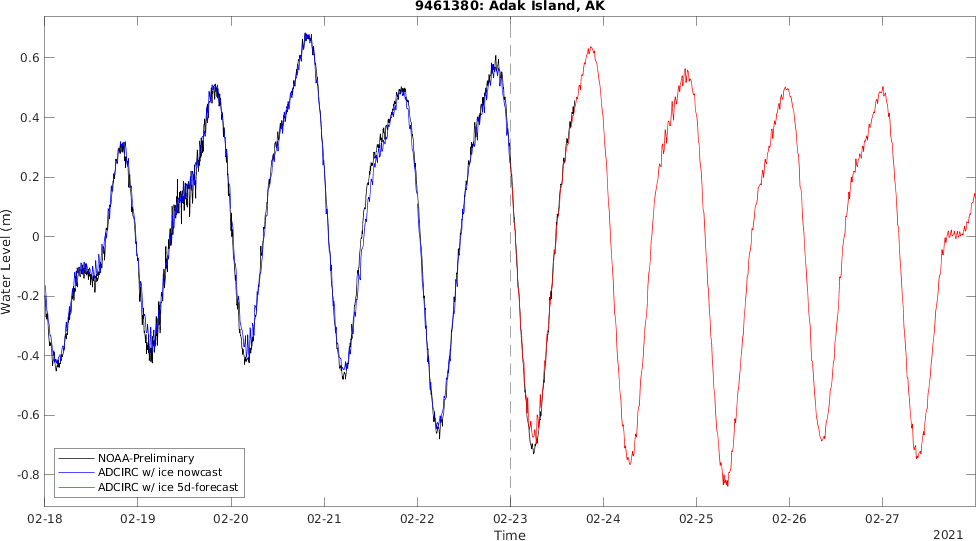 9461380: Adak Island, AK
Water Level (m)
0.6
0.4
0.2
0
-0.2
-0.4
-0.6
-0.8
NOAA-Preliminary
ADCIRC w/ ice nowcast
ADCIRC w/ ice 5d-forecast
02-18 02-19 02-20 02-21 02-22 02-23 02-24 02-25 02-26 02-27
Time
2021